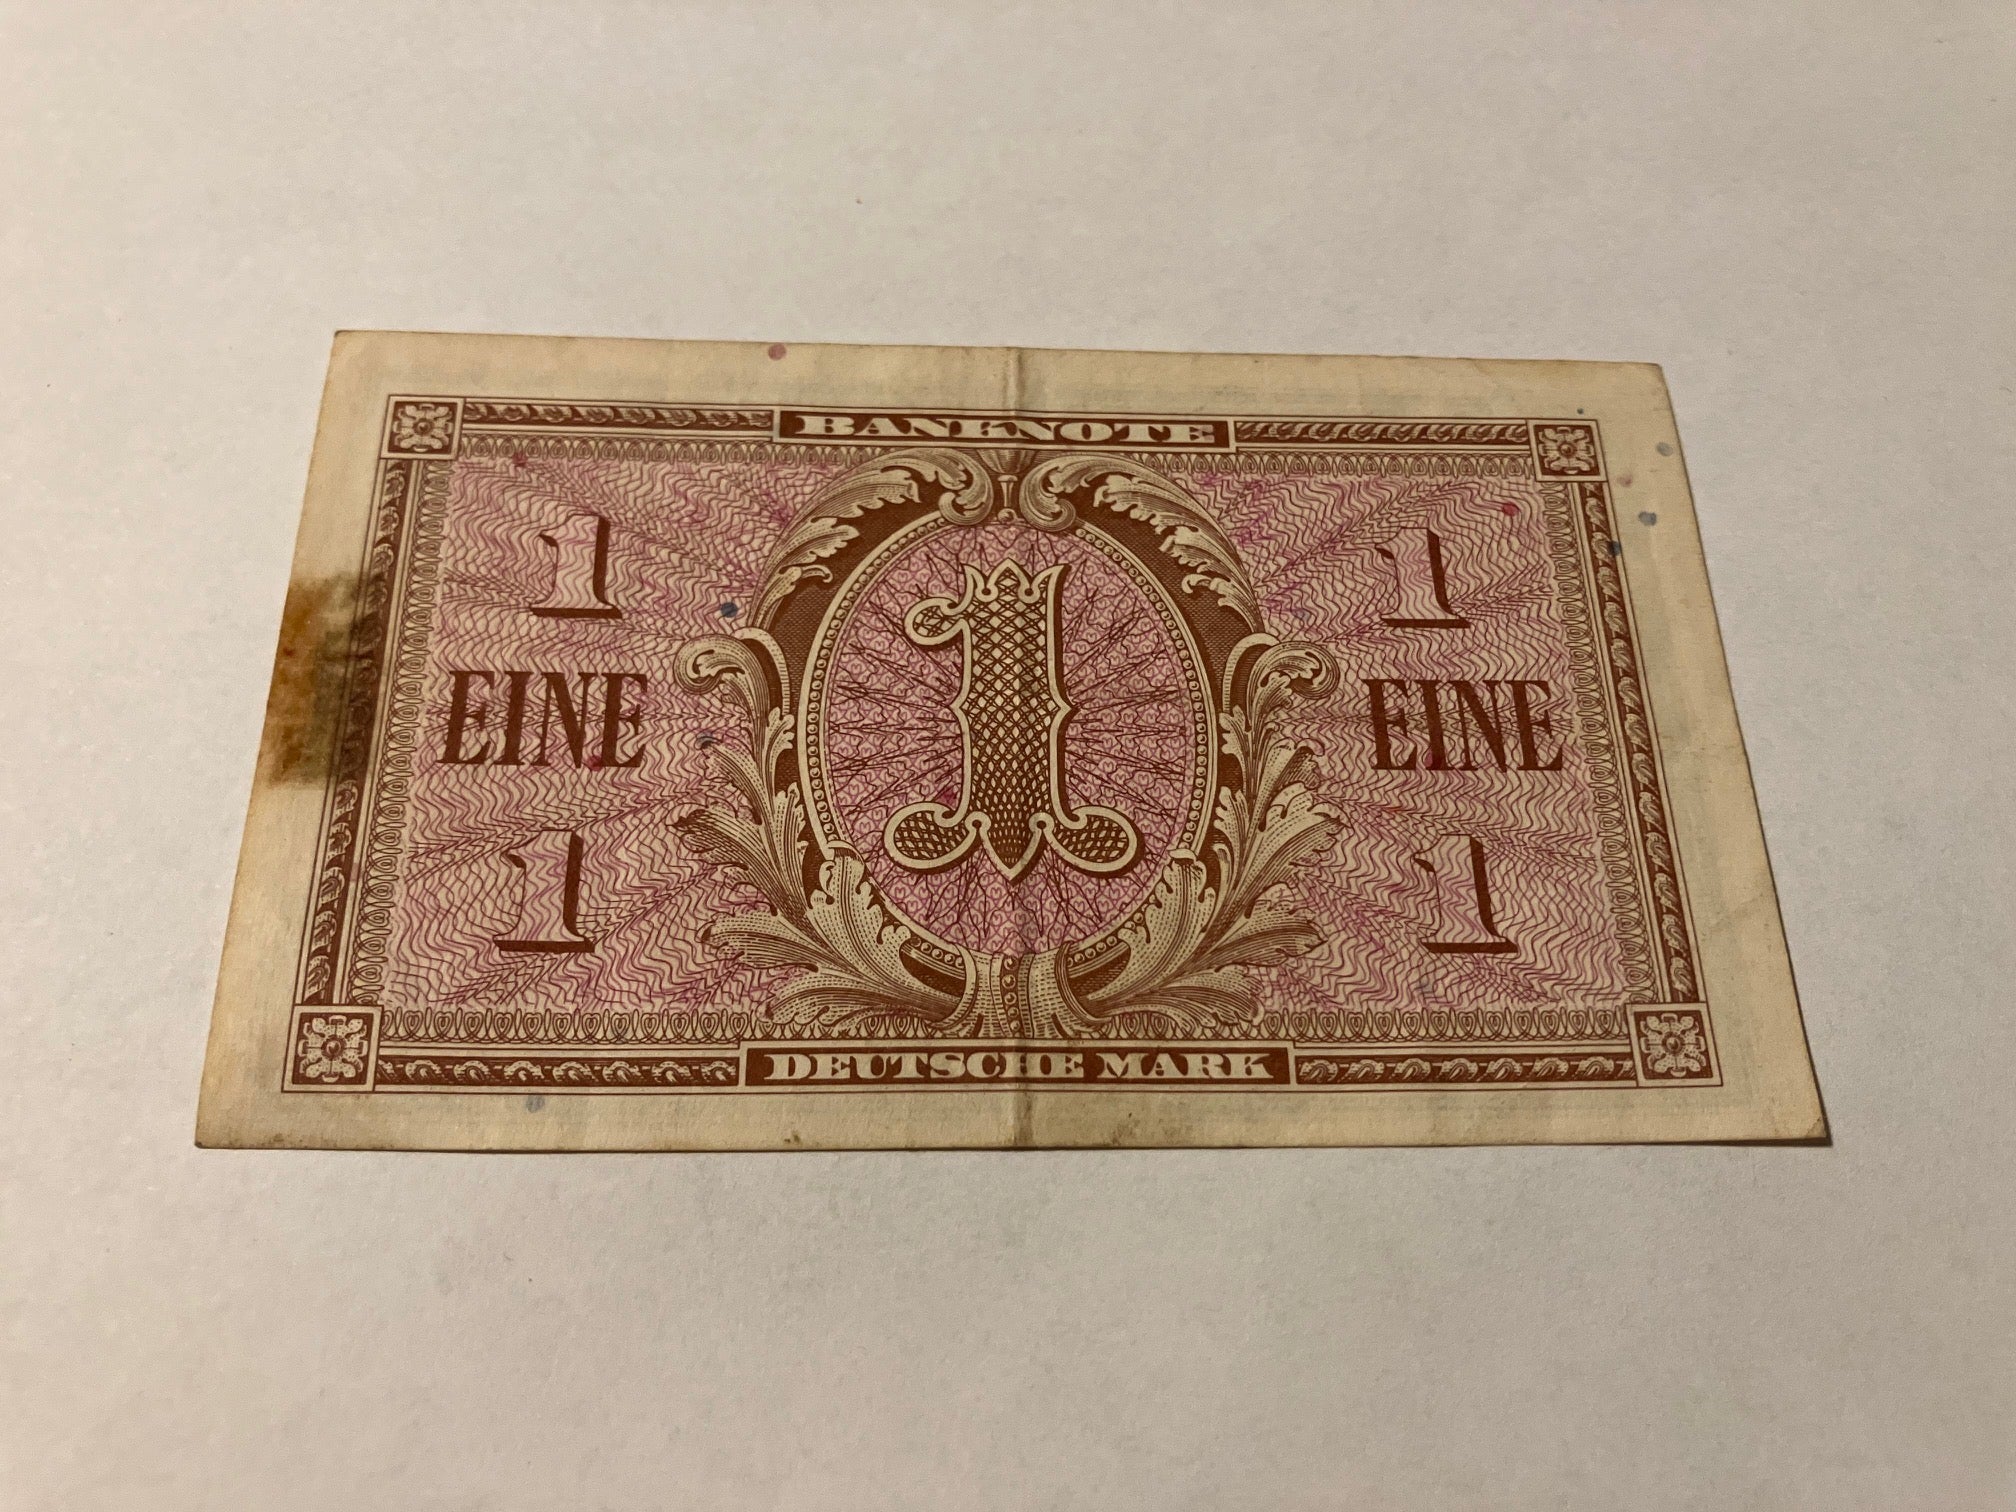 BANKNOTE
1 1
EINE 1 EINE
1 1
DEUTSCHE MARK